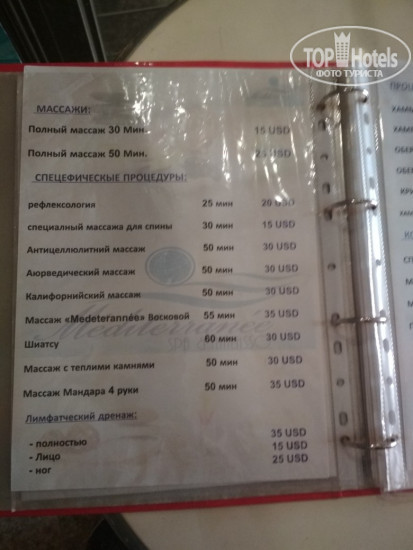 TOP Hotels
ФОТО ТУРИСТА
МАССАЖИ:
Полный массаж 30 Мин. 15 USD
Полный массаж 50 Мин. 25 USD
СПЕЦЕФИЧЕСКИЕ ПРОЦЕДУРЫ:
рефлексология 25 мин 20 USD
специалный массажа для спины 30 мин 15 USD
Антицеллюлитний массаж 50 мин 30 USD
Аюрведический массаж 50 мин 30 USD
Калифорнийский массаж 50 мин 30 USD
Массаж «Medeterannée» Восковой 55 мин 35 USD
Шиатсу 60 мин 30 USD
Массаж с теплими камнями 50 мин 30 USD
Массаж Мандара 4 руки 50 мин 35 USD
Лимфатческий дренаж:
- полностью 35 USD
- Лицо 15 USD
- ног 25 USD